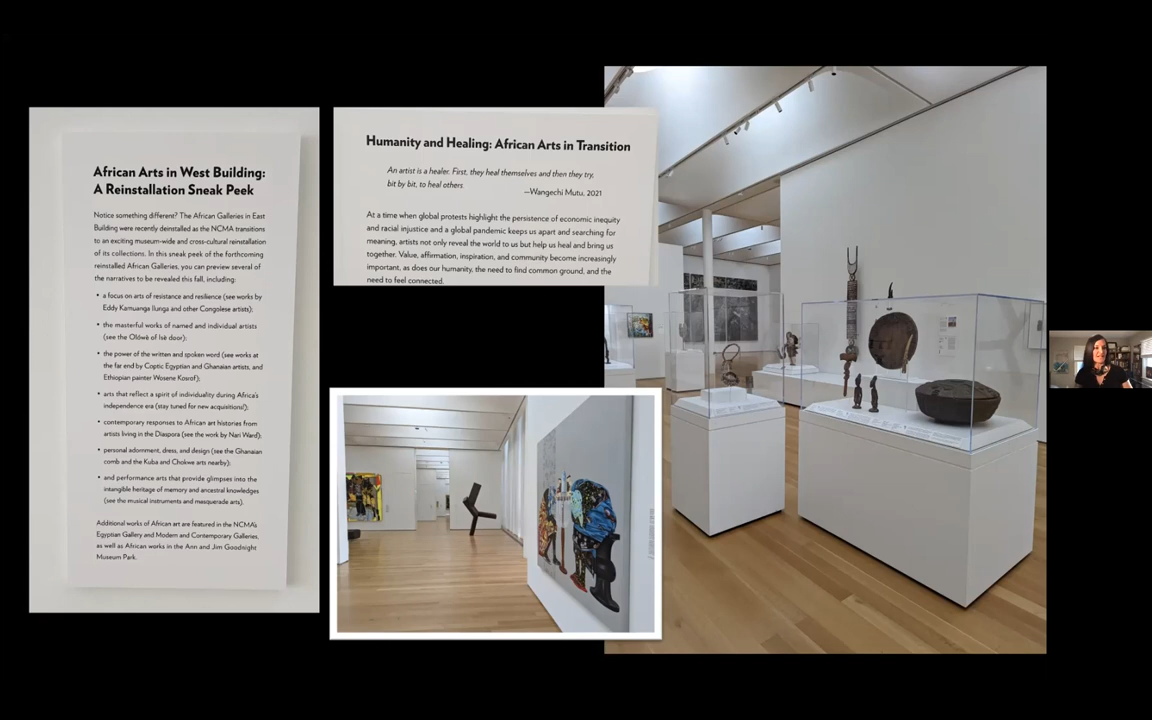 African Arts in West Building:
A Reinstallation Sneak Peek
Notice something different? The African Galleries in East
Building were recently deinstalled as the NCMA transitions
to an exciting museum-wide and cross-cultural reinstallation
of its collections. In this sneak peek of the forthcoming
reinstalled African Galleries, you can preview several of
the narratives to be revealed this fall, including:
• a focus on arts of resistance and resilience (see works by
Eddy Kamuanga Ilunga and other Congolese artists);
• the masterful works of named and individual artists
(see the Olówè of Isè door);
• the power of the written and spoken word (see works at
the far end by Coptic Egyptian and Ghanaian artists, and
Ethiopian painter Wosene Kosrof);
• arts that reflect a spirit of individuality during Africa's
independence era (stay tuned for new acquisitions!);
• contemporary responses to African art histories from
artists living in the Diaspora (see the work by Nari Ward);
• personal adornment, dress, and design (see the Ghanaian
comb and the Kuba and Chokwe arts nearby);
• and performance arts that provide glimpses into the
intangible heritage of memory and ancestral knowledges
(see the musical instruments and masquerade arts).
Additional works of African art are featured in the NCMA's
Egyptian Gallery and Modern and Contemporary Galleries,
as well as African works in the Ann and Jim Goodnight
Museum Park.
Humanity and Healing: African Arts in Transition
An artist is a healer. First, they heal themselves and then they try,
bit by bit, to heal others.
—Wangechi Mutu, 2021
At a time when global protests highlight the persistence of economic inequity
and racial injustice and a global pandemic keeps us apart and searching for
meaning, artists not only reveal the world to us but help us heal and bring us
together. Value, affirmation, inspiration, and community become increasingly
important, as does our humanity, the need to find common ground, and the
need to feel connected.